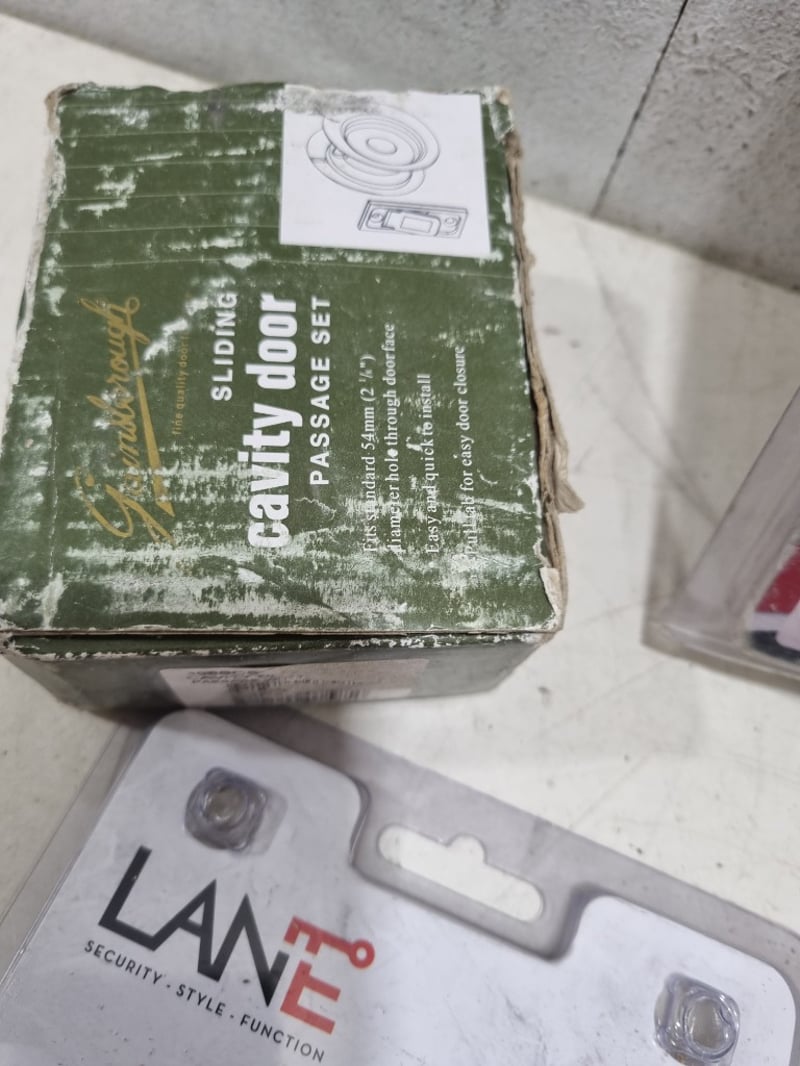 Gainsborough
fine quality door
SLIDING
cavity door
PASSAGE SET
Fits standard 54mm (2 1/8")
diameter hole through door face
Easy and quick to install
for easy door closure
LANE
SECURITY - STYLE - FUNCTION